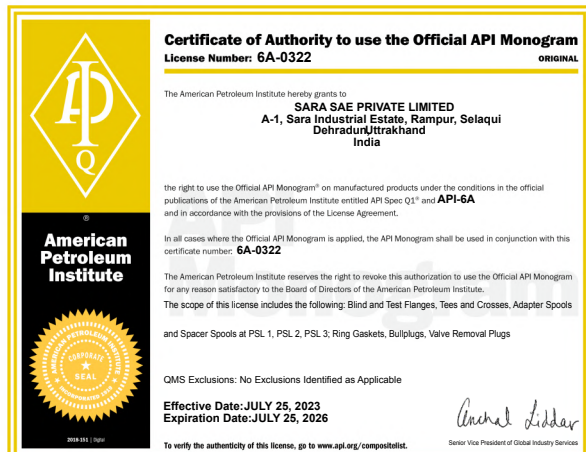 API
Q
®
American
Petroleum
Institute
AMERICAN PETROLEUM INSTITUTE
CORPORATE
SEAL
INCORPORATED 1919
2018-151 | Digital
Certificate of Authority to use the Official API Monogram
License Number: 6A-0322
ORIGINAL
The American Petroleum Institute hereby grants to
SARA SAE PRIVATE LIMITED
A-1, Sara Industrial Estate, Rampur, Selaqui
Dehradun,Uttrakhand
India
the right to use the Official API Monogram® on manufactured products under the conditions in the official
publications of the American Petroleum Institute entitled API Spec Q1® and API-6A
and in accordance with the provisions of the License Agreement.
API
Monogram
In all cases where the Official API Monogram is applied, the API Monogram shall be used in conjunction with this
certificate number: 6A-0322
The American Petroleum Institute reserves the right to revoke this authorization to use the Official API Monogram
for any reason satisfactory to the Board of Directors of the American Petroleum Institute.
The scope of this license includes the following: Blind and Test Flanges, Tees and Crosses, Adapter Spools
and Spacer Spools at PSL 1, PSL 2, PSL 3; Ring Gaskets, Bullplugs, Valve Removal Plugs
QMS Exclusions: No Exclusions Identified as Applicable
Effective Date:JULY 25, 2023
Expiration Date:JULY 25, 2026
Anchal Liddar
To verify the authenticity of this license, go to www.api.org/compositelist.
Senior Vice President of Global Industry Services